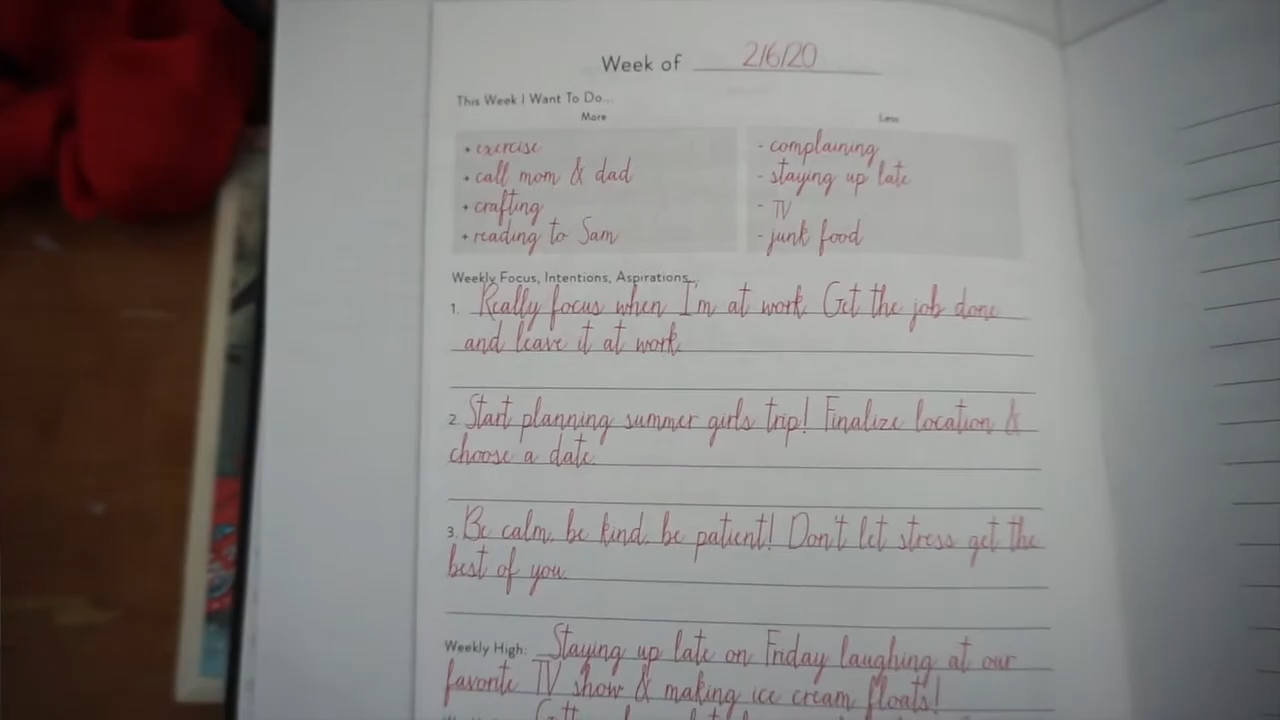 Week of 2/6/20
This Week I Want To Do...
More Less
+ exercise - complaining
+ call mom & dad - staying up late
+ crafting - TV
+ reading to Sam - junk food
Weekly Focus, Intentions, Aspirations...
1. Really focus when I'm at work. Get the job done
and leave it at work.
2. Start planning summer girls trip! Finalize location &
choose a date.
3. Be calm, be kind, be patient! Don't let stress get the
best of you.
Weekly High: Staying up late on Friday laughing at our
favorite TV show & making ice cream floats!